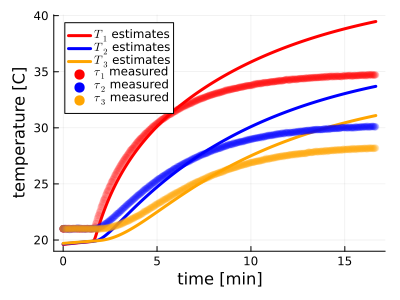 40
35
30
25
20
temperature [C]
T₁ estimates
T₂ estimates
T₃ estimates
τ₁ measured
τ₂ measured
τ₃ measured
0 5 10 15
time [min]